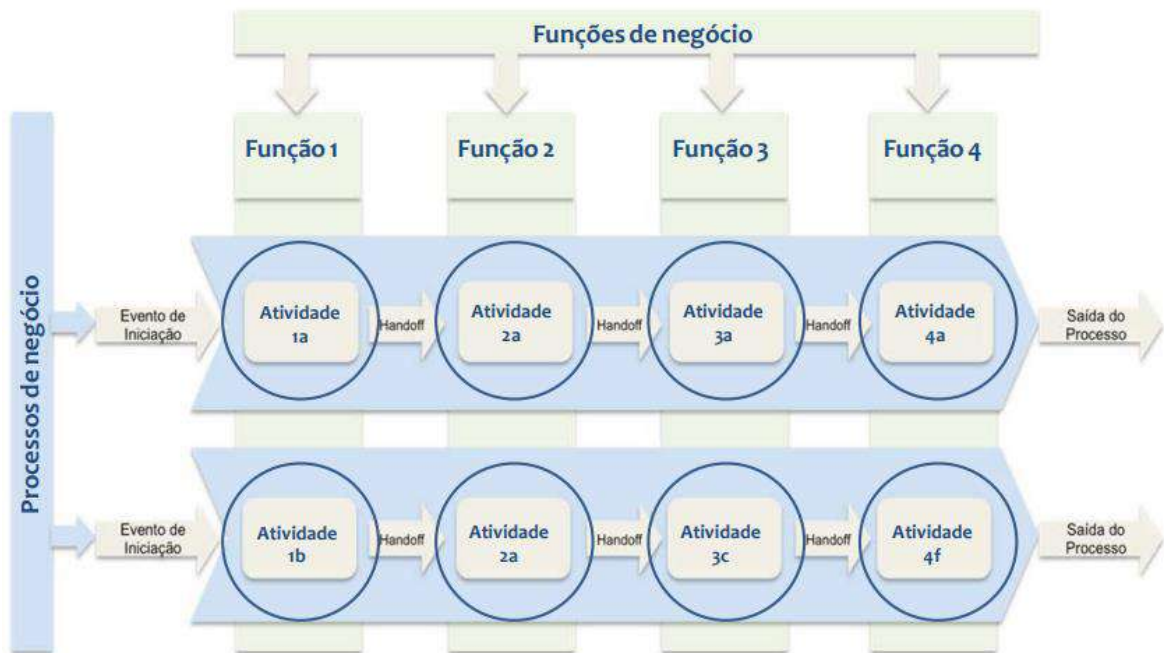 Funções de negócio
Função 1
Função 2
Função 3
Função 4
Processos de negócio
Evento de
Iniciação
Atividade
1a
Handoff
Atividade
2a
Handoff
Atividade
3a
Handoff
Atividade
4a
Saída do
Processo
Evento de
Iniciação
Atividade
1b
Handoff
Atividade
2a
Handoff
Atividade
3c
Handoff
Atividade
4f
Saída do
Processo